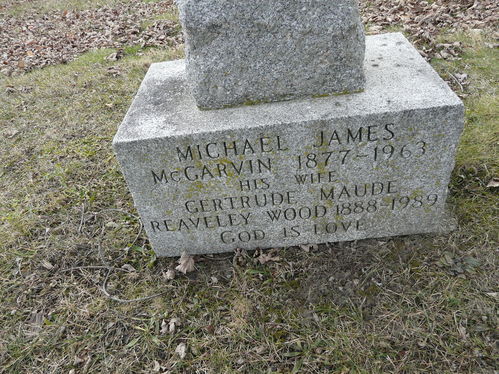 MICHAEL JAMES
McGARVIN 1877-1963
HIS WIFE
GERTRUDE MAUDE
REAVELEY WOOD 1888-1989
GOD IS LOVE